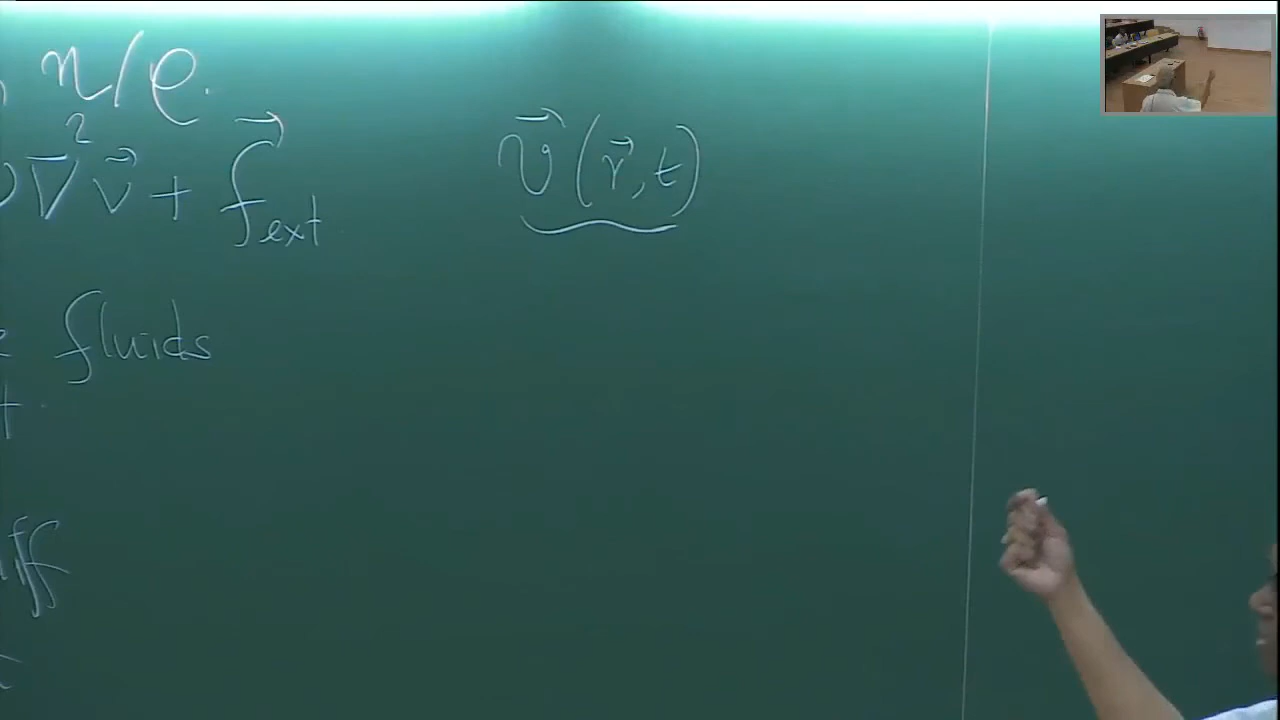 η/ρ.
∇²v⃗ + f⃗ext
v⃗(r⃗,t)
fluids